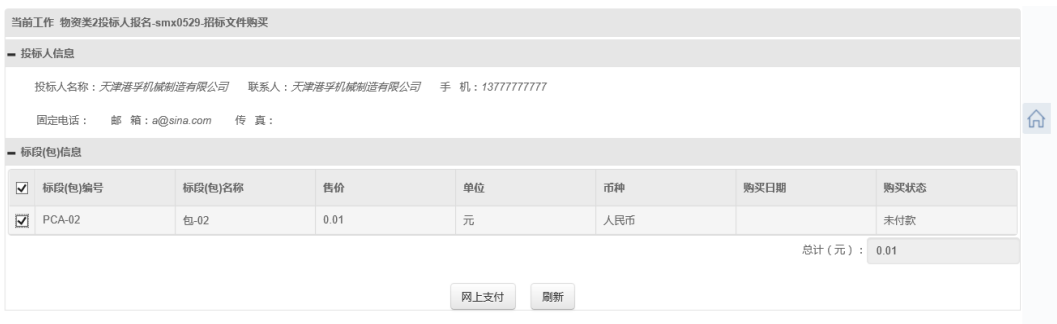 当前工作 物资类2投标人报名-smx0529-招标文件购买
投标人信息
投标人名称：天津港孚机械制造有限公司 联系人：天津港孚机械制造有限公司 手 机：13777777777
固定电话： 邮 箱：a@sina.com 传 真：
标段(包)信息
标段(包)编号 标段(包)名称 售价 单位 币种 购买日期 购买状态
PCA-02 包-02 0.01 元 人民币 未付款
总计（元）： 0.01
网上支付 刷新